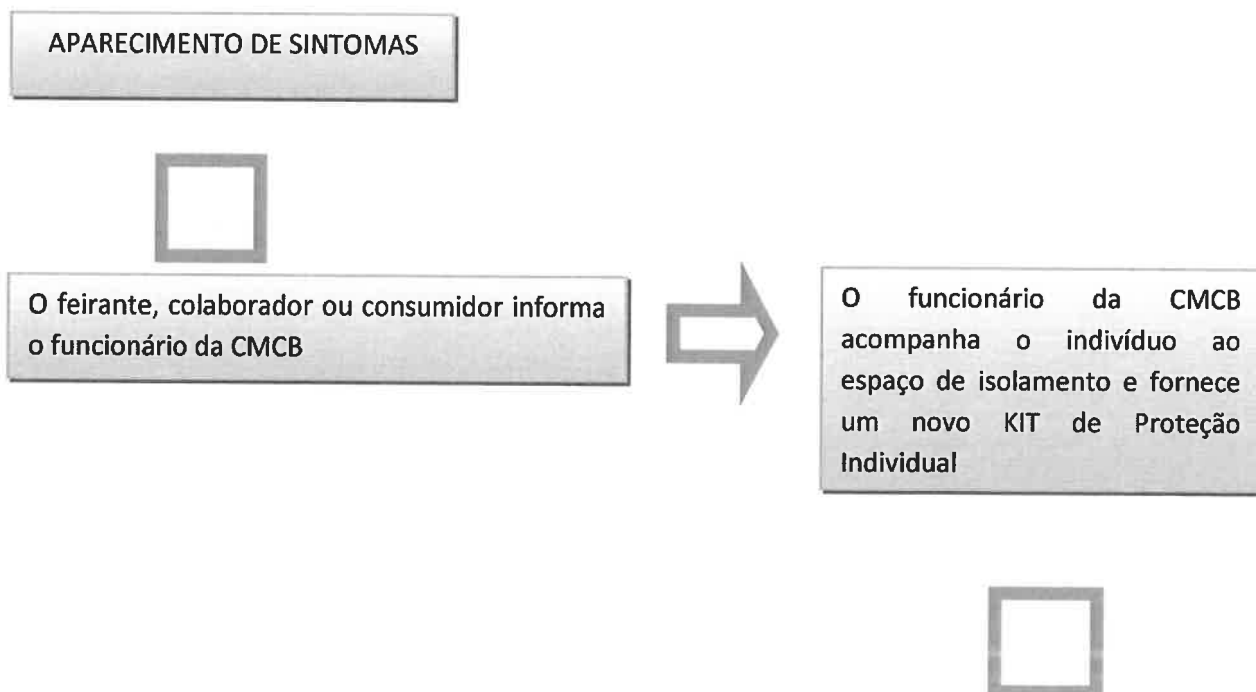 APARECIMENTO DE SINTOMAS
O feirante, colaborador ou consumidor informa
o funcionário da CMCB
O funcionário da CMCB
acompanha o indivíduo ao
espaço de isolamento e fornece
um novo KIT de Proteção
Individual